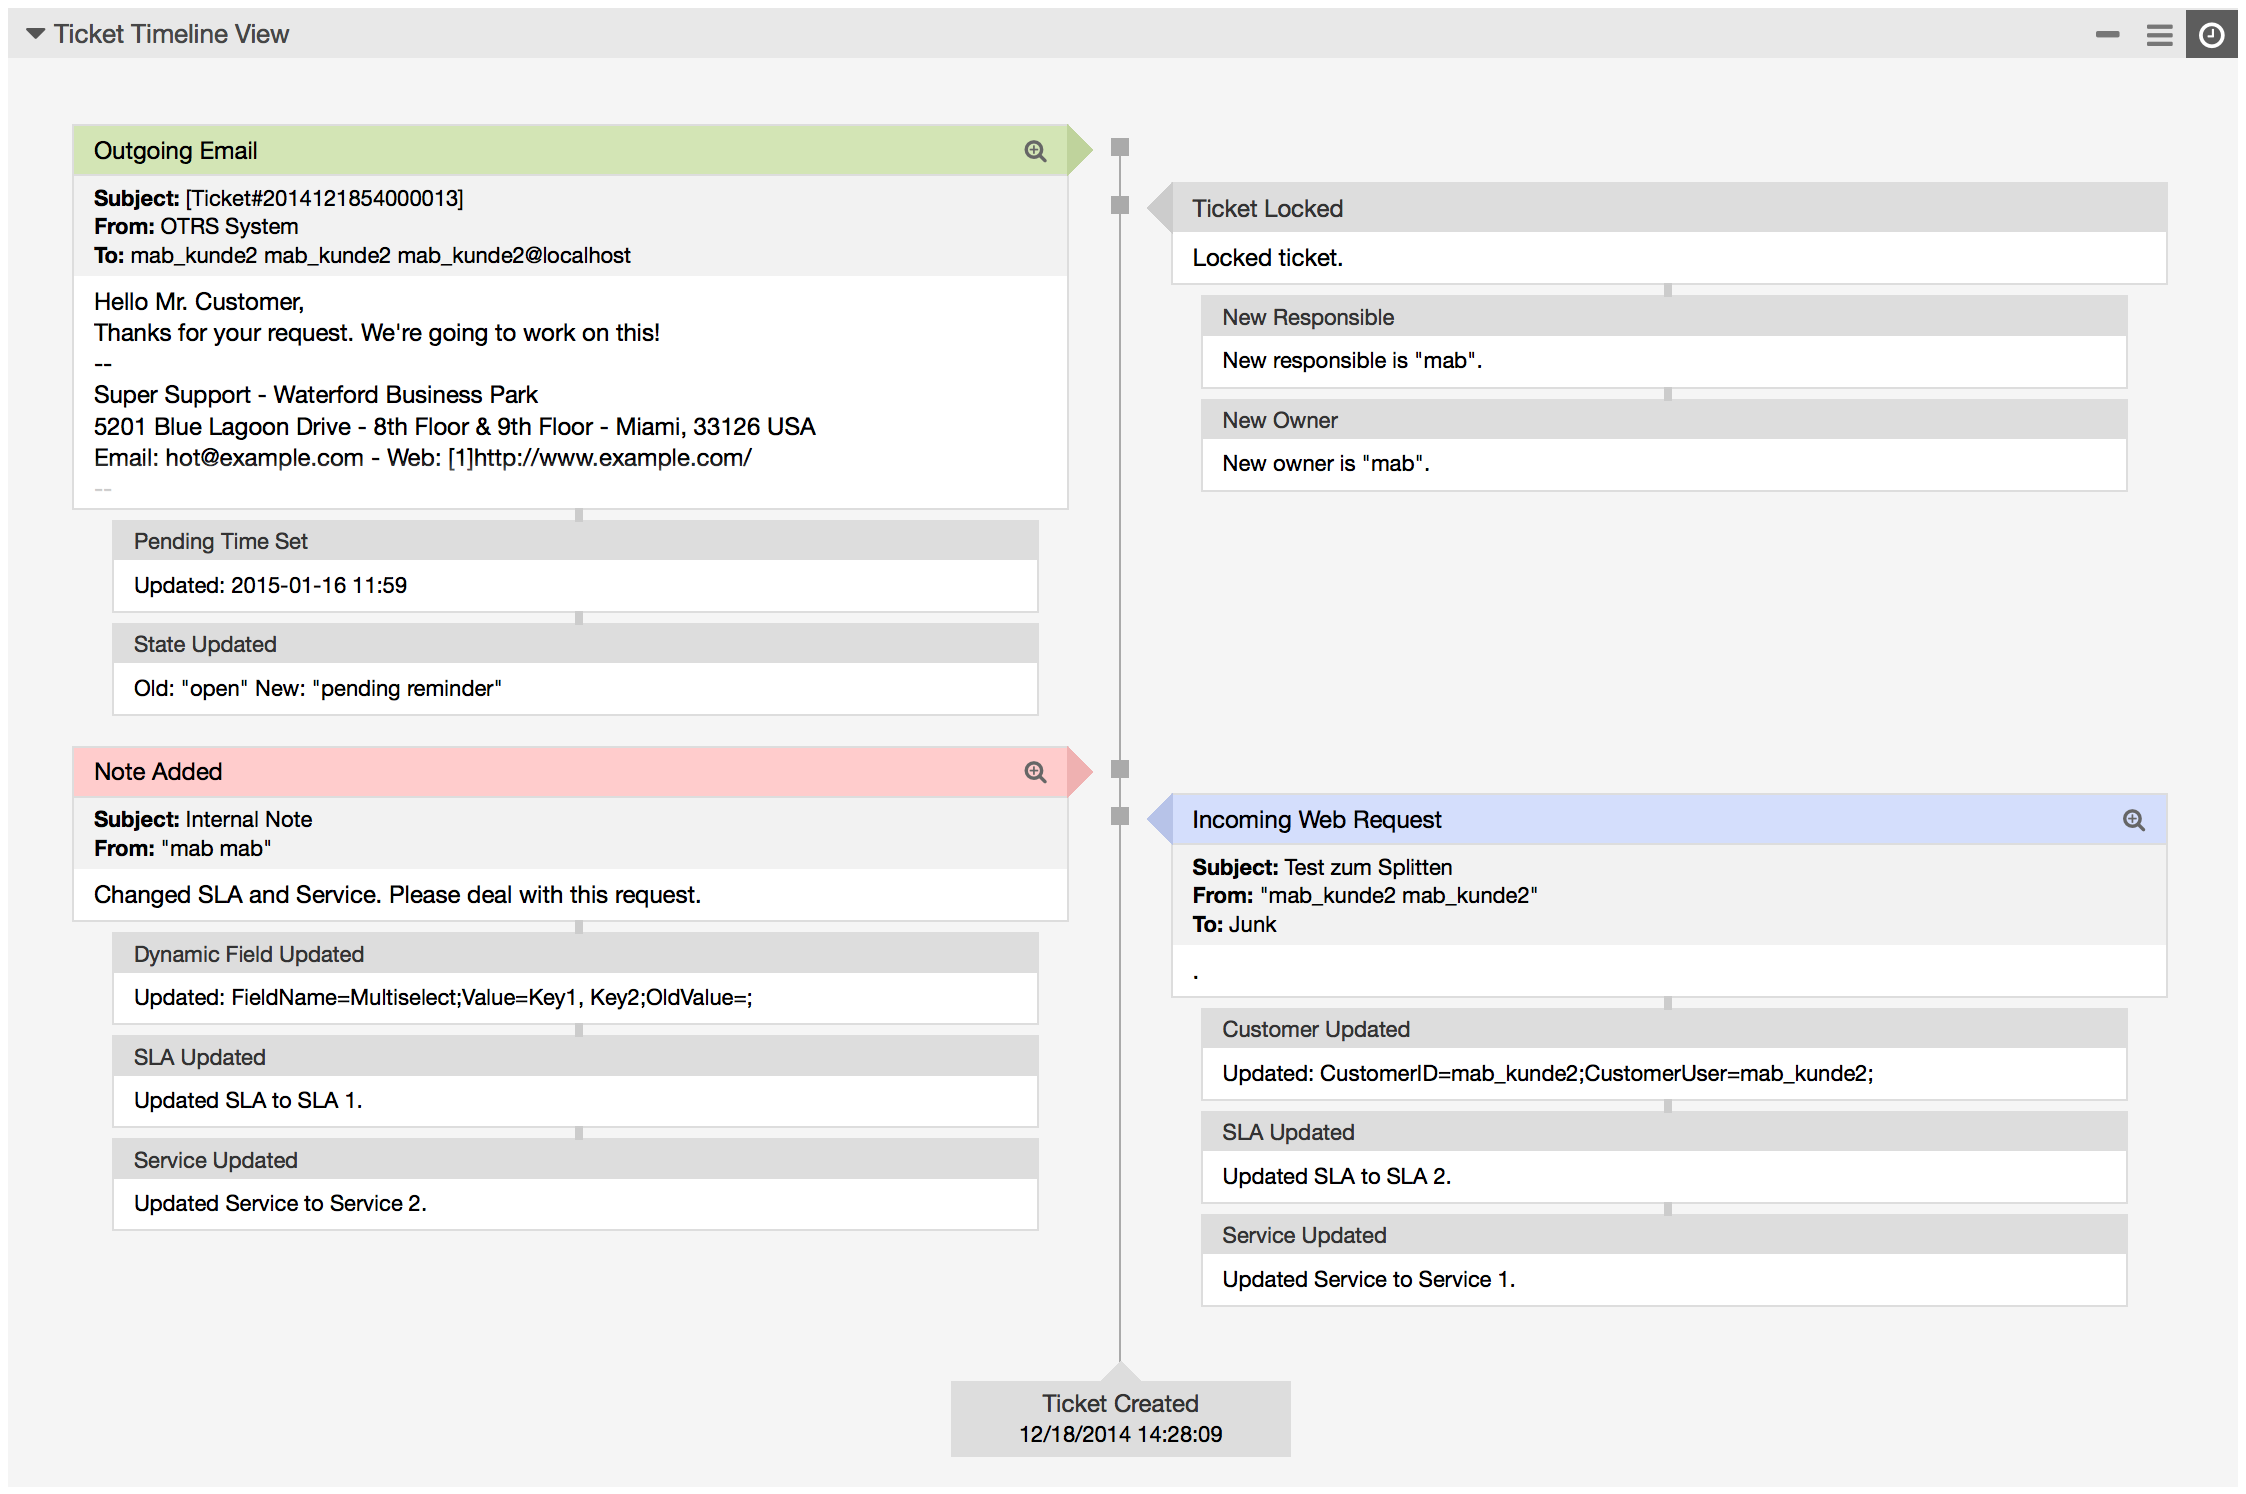 Ticket Timeline View
Outgoing Email
Subject: [Ticket#2014121854000013]
From: OTRS System
To: mab_kunde2 mab_kunde2 mab_kunde2@localhost
Hello Mr. Customer,
Thanks for your request. We're going to work on this!
--
Super Support - Waterford Business Park
5201 Blue Lagoon Drive - 8th Floor & 9th Floor - Miami, 33126 USA
Email: hot@example.com - Web: [1]http://www.example.com/
--
Pending Time Set
Updated: 2015-01-16 11:59
State Updated
Old: "open" New: "pending reminder"
Ticket Locked
Locked ticket.
New Responsible
New responsible is "mab".
New Owner
New owner is "mab".
Note Added
Subject: Internal Note
From: "mab mab"
Changed SLA and Service. Please deal with this request.
Dynamic Field Updated
Updated: FieldName=Multiselect;Value=Key1, Key2;OldValue=;
SLA Updated
Updated SLA to SLA 1.
Service Updated
Updated Service to Service 2.
Incoming Web Request
Subject: Test zum Splitten
From: "mab_kunde2 mab_kunde2"
To: Junk
.
Customer Updated
Updated: CustomerID=mab_kunde2;CustomerUser=mab_kunde2;
SLA Updated
Updated SLA to SLA 2.
Service Updated
Updated Service to Service 1.
Ticket Created
12/18/2014 14:28:09